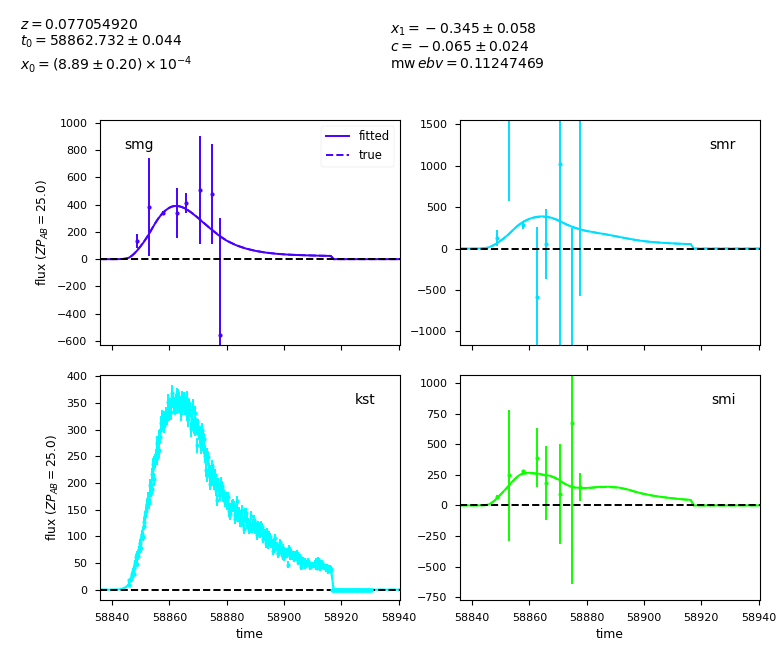 z = 0.077054920
t₀ = 58862.732 ± 0.044
x₀ = (8.89 ± 0.20) × 10⁻⁴
x₁ = −0.345 ± 0.058
c = −0.065 ± 0.024
mw ebv = 0.11247469
1000
800
600
400
200
0
−200
−400
−600
flux (ZP_AB = 25.0)
smg
fitted
true
1500
1000
500
0
−500
−1000
smr
400
350
300
250
200
150
100
50
0
flux (ZP_AB = 25.0)
kst
58840 58860 58880 58900 58920 58940
time
1000
750
500
250
0
−250
−500
−750
smi
58840 58860 58880 58900 58920 58940
time